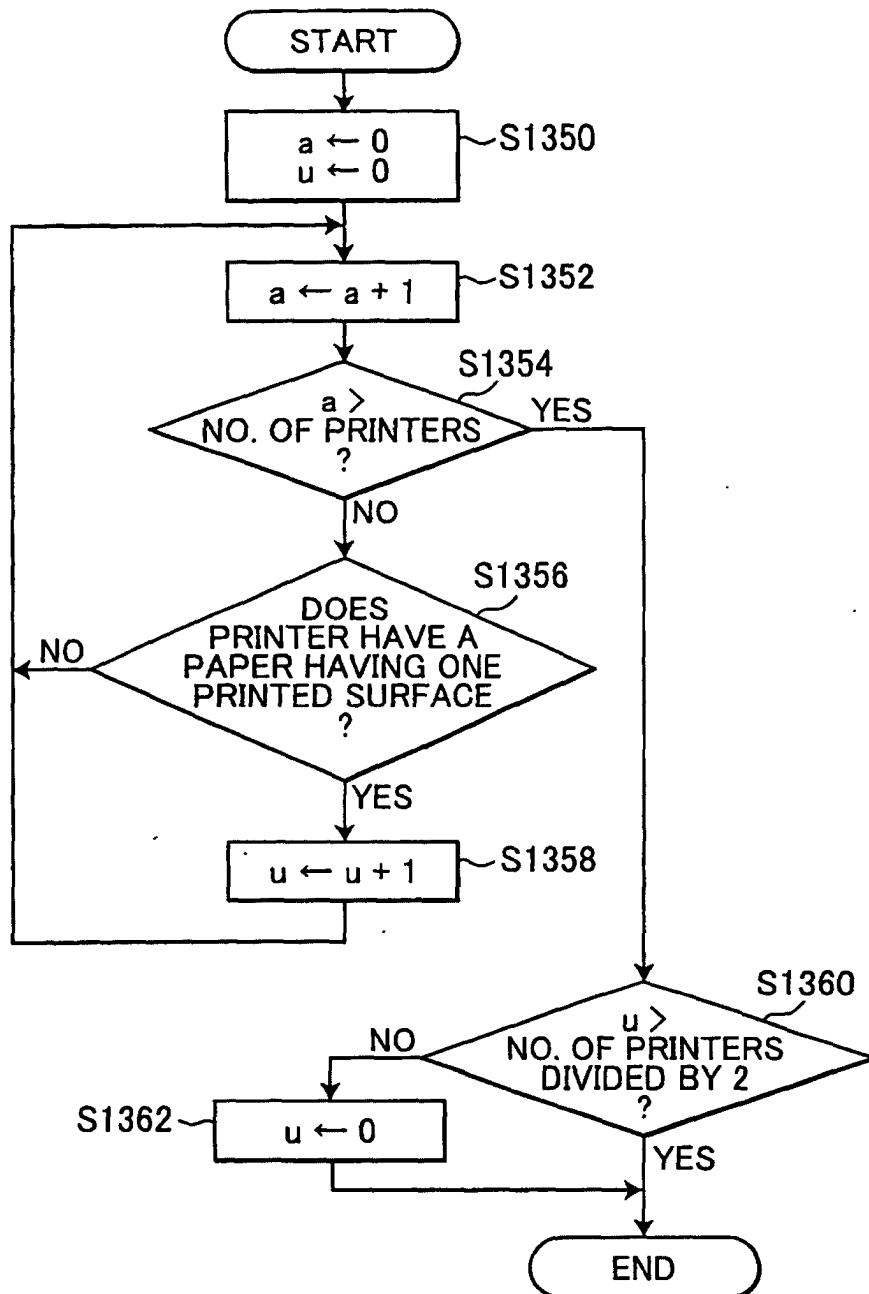 START
a ← 0
u ← 0
S1350
a ← a + 1
S1352
S1354
a >
NO. OF PRINTERS
?
YES
NO
S1356
DOES
PRINTER HAVE A
PAPER HAVING ONE
PRINTED SURFACE
?
NO
YES
u ← u + 1
S1358
S1360
u >
NO. OF PRINTERS
DIVIDED BY 2
?
NO
S1362
u ← 0
YES
END